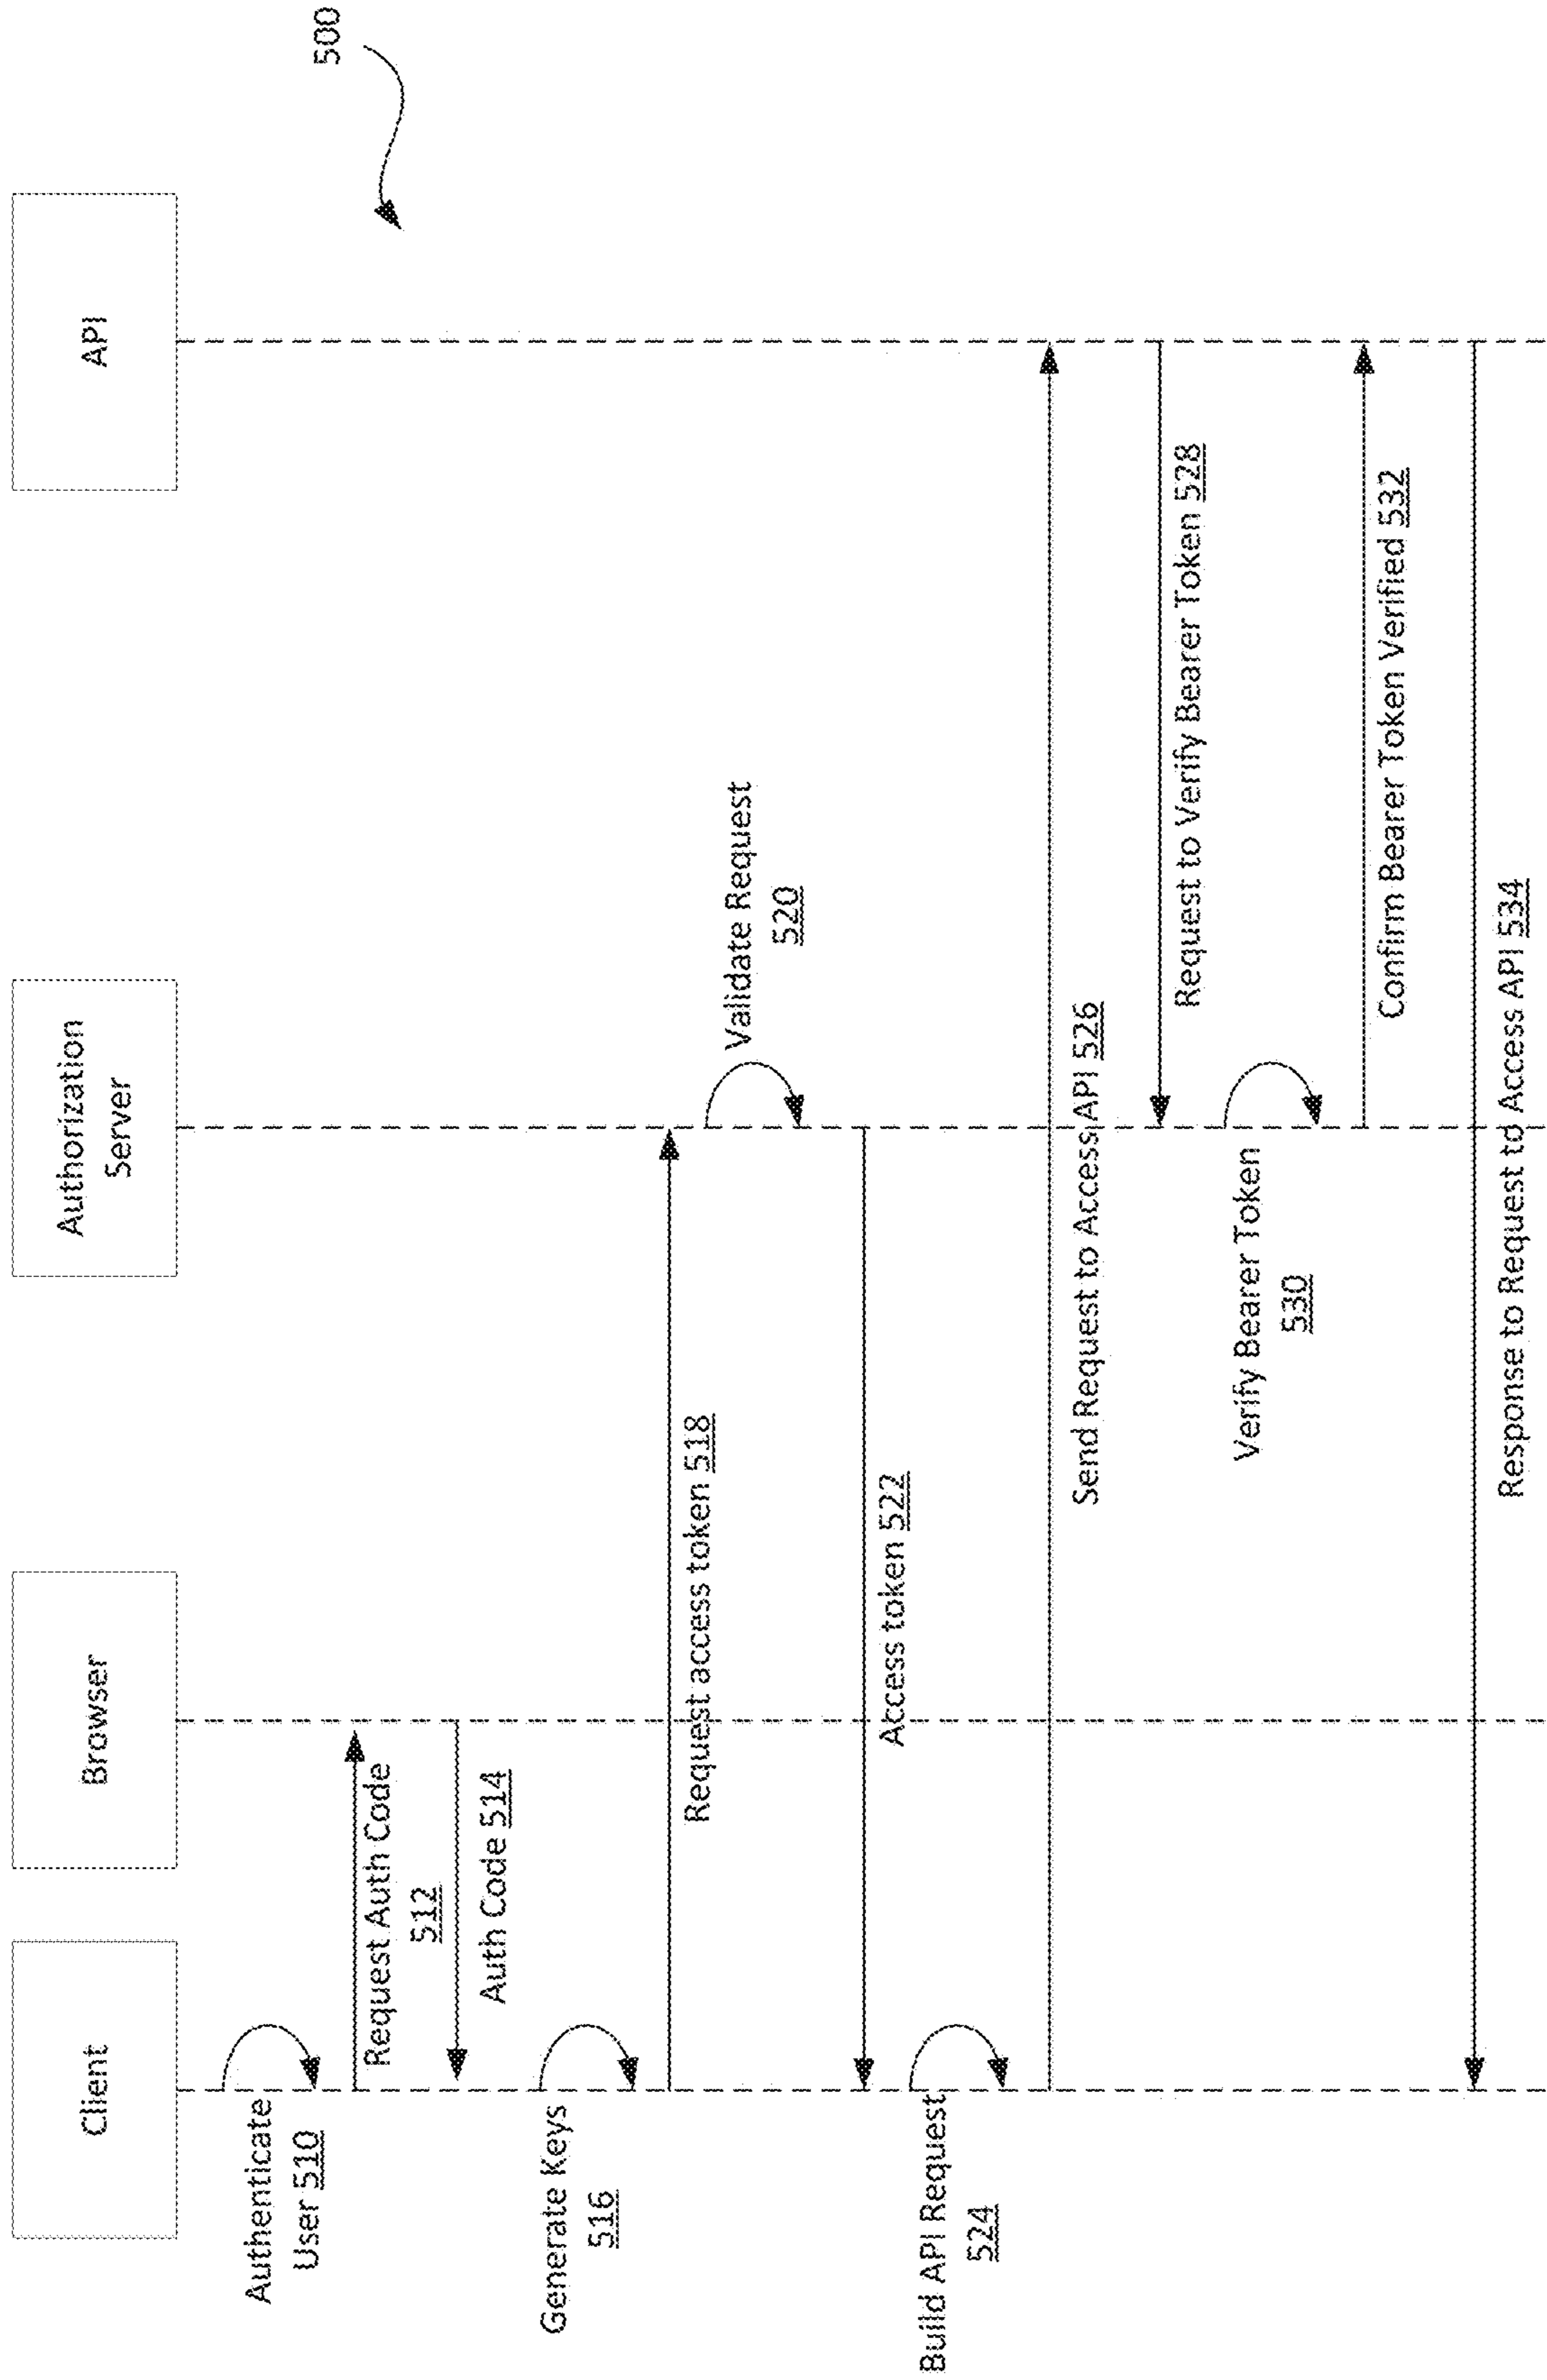 500
Client
Browser
Authorization
Server
API
Authenticate
User 510
Request Auth Code
512
Auth Code 514
Generate Keys
516
Request access token 518
Validate Request
520
Access token 522
Build API Request
524
Send Request to Access API 526
Request to Verify Bearer Token 528
Verify Bearer Token
530
Confirm Bearer Token Verified 532
Response to Request to Access API 534